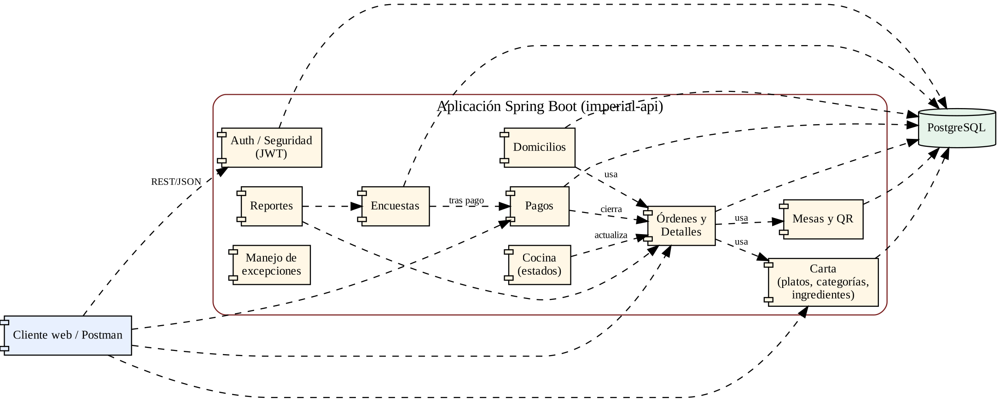 Aplicación Spring Boot (imperial-api)
PostgreSQL
Auth / Seguridad
(JWT)
Domicilios
REST/JSON
usa
Reportes
Encuestas
tras pago
Pagos
cierra
Órdenes y
Detalles
usa
Mesas y QR
actualiza
usa
Manejo de
excepciones
Cocina
(estados)
Carta
(platos, categorías,
ingredientes)
Cliente web / Postman